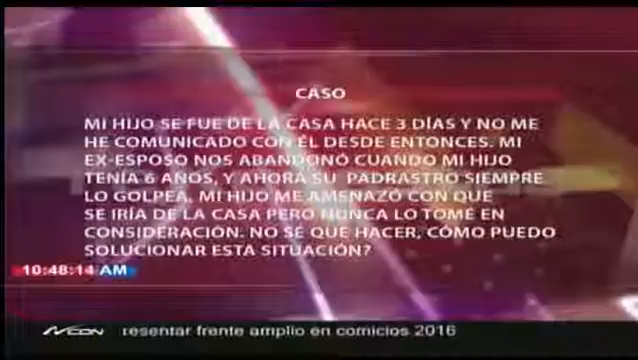 CASO
MI HIJO SE FUE DE LA CASA HACE 3 DÍAS Y NO ME
HE COMUNICADO CON ÉL DESDE ENTONCES. MI
EX-ESPOSO NOS ABANDONÓ CUANDO MI HIJO
TENÍA 6 AÑOS, Y AHORA SU PADRASTRO SIEMPRE
LO GOLPEA. MI HIJO ME AMENAZÓ CON QUE
SE IRÍA DE LA CASA PERO NUNCA LO TOMÉ EN
CONSIDERACIÓN. NO SÉ QUE HACER, CÓMO PUEDO
SOLUCIONAR ESTA SITUACIÓN?
10:48:14 AM
resentar frente amplio en comicios 2016